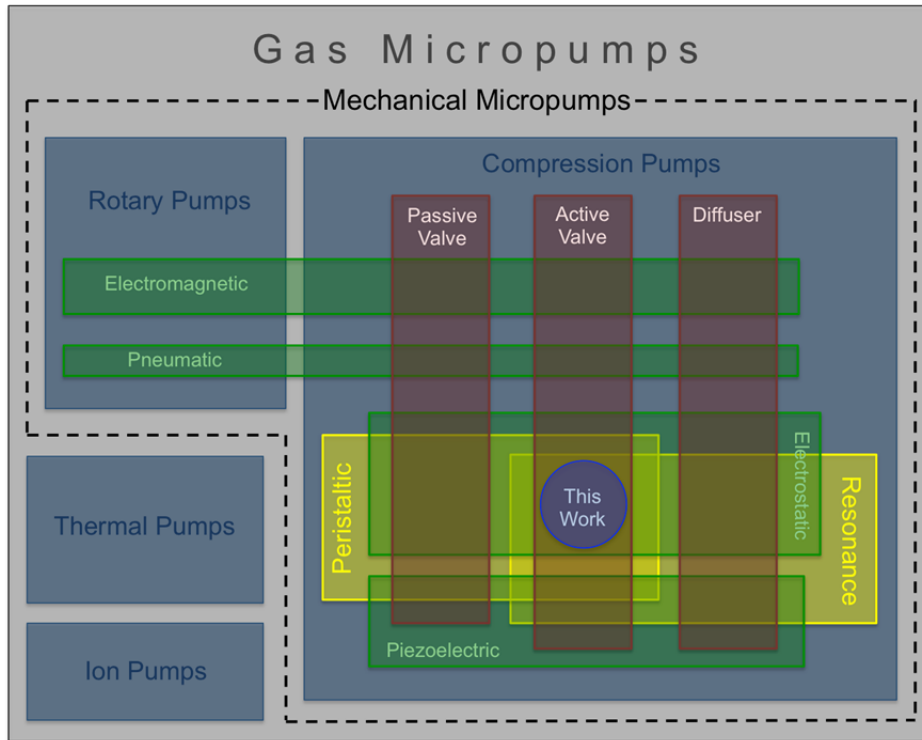 Gas Micropumps
Mechanical Micropumps
Rotary Pumps
Compression Pumps
Passive
Valve
Active
Valve
Diffuser
Electromagnetic
Pneumatic
Peristaltic
Electrostatic
Resonance
This
Work
Piezoelectric
Thermal Pumps
Ion Pumps